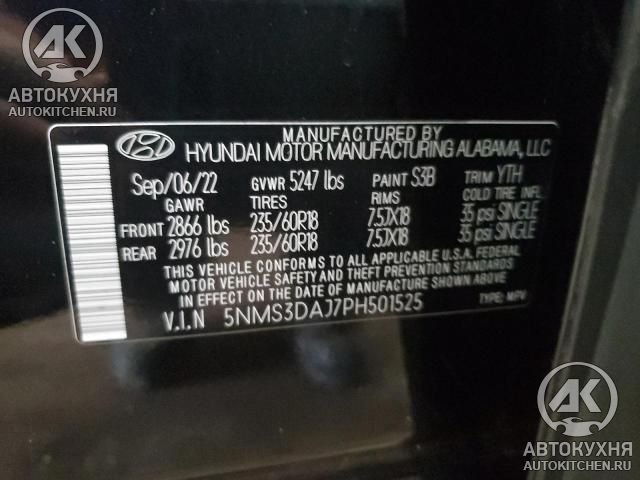 АК
АВТОКУХНЯ
AUTOKITCHEN.RU
MANUFACTURED BY
HYUNDAI MOTOR MANUFACTURING ALABAMA, LLC
Sep/06/22 GVWR 5247 lbs PAINT S3B TRIM YTH
GAWR TIRES RIMS COLD TIRE INFL.
FRONT 2866 lbs 235/60R18 7.5JX18 35 psi SINGLE
REAR 2976 lbs 235/60R18 7.5JX18 35 psi SINGLE
THIS VEHICLE CONFORMS TO ALL APPLICABLE U.S.A. FEDERAL
MOTOR VEHICLE SAFETY AND THEFT PREVENTION STANDARDS
IN EFFECT ON THE DATE OF MANUFACTURE SHOWN ABOVE.
V.I.N 5NMS3DAJ7PH501525 TYPE: MPV
АК
АВТОКУХНЯ
AUTOKITCHEN.RU